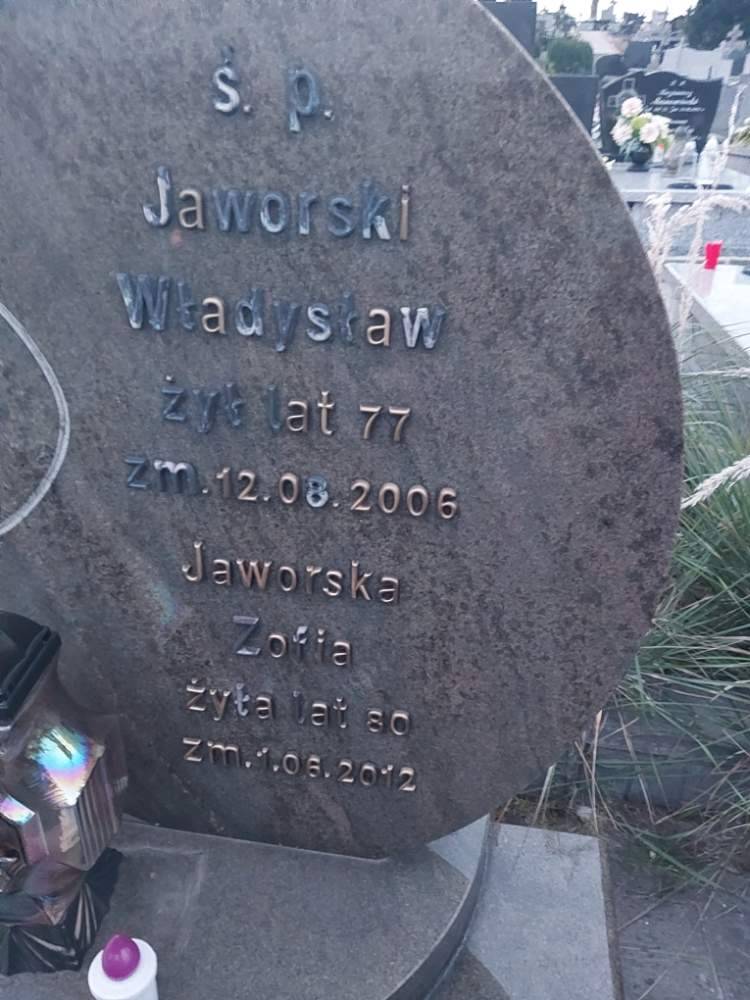 ś. p.
Jaworski
Władysław
żył lat 77
zm.12.08.2006
Jaworska
Zofia
żyła lat 80
zm.1.06.2012